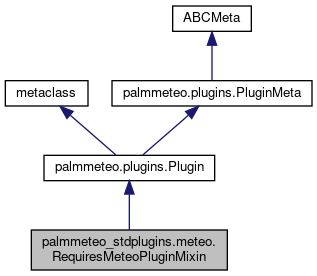 ABCMeta
metaclass
palmmeteo.plugins.PluginMeta
palmmeteo.plugins.Plugin
palmmeteo_stdplugins.meteo.
RequiresMeteoPluginMixin